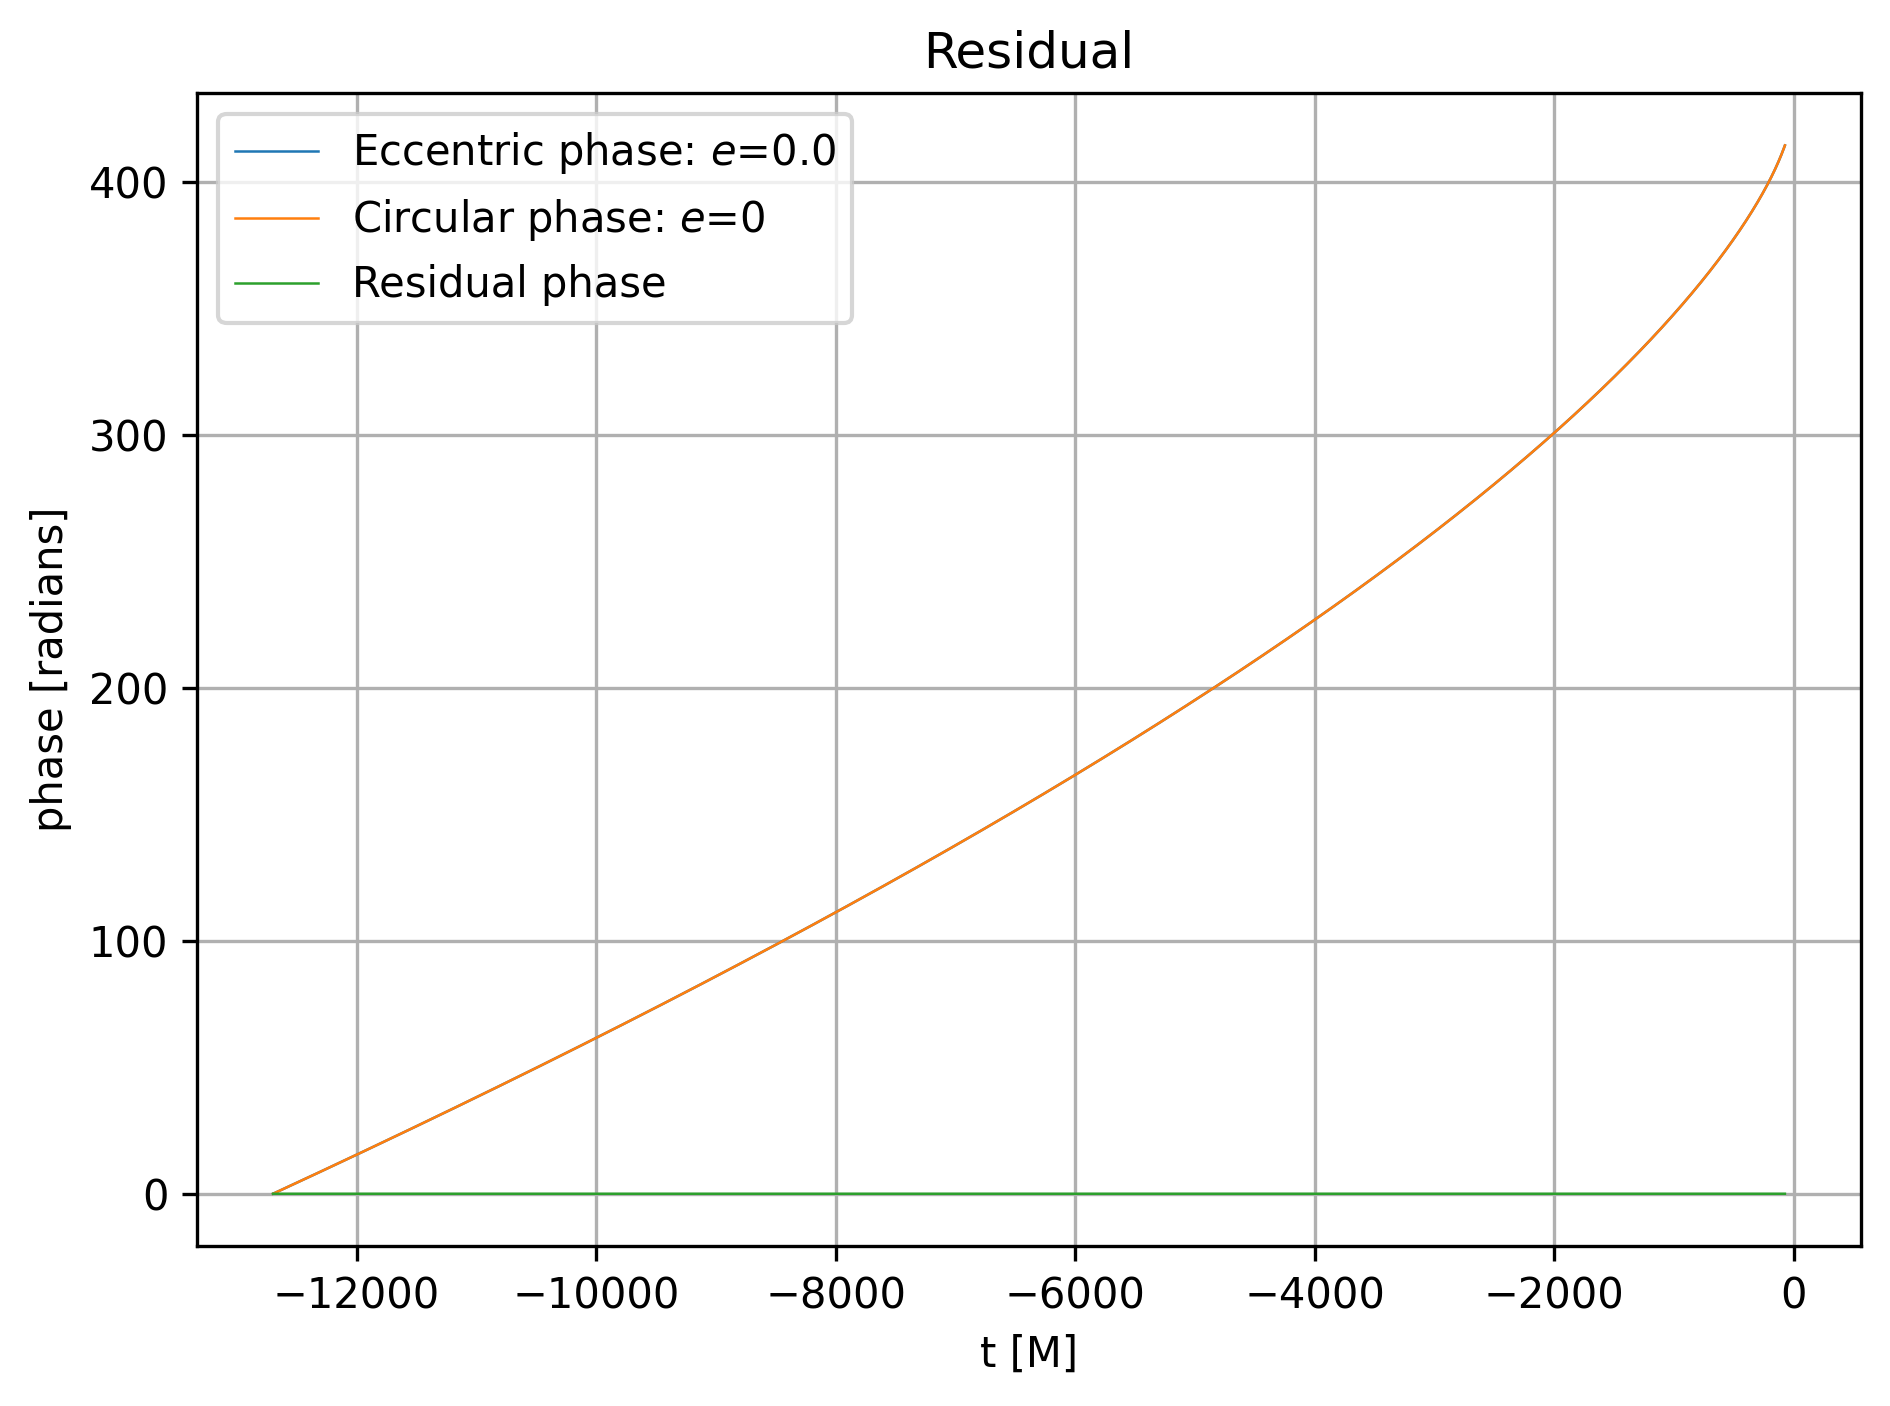 Residual
Eccentric phase: e=0.0
Circular phase: e=0
Residual phase
400
300
200
100
0
phase [radians]
−12000 −10000 −8000 −6000 −4000 −2000 0
t [M]